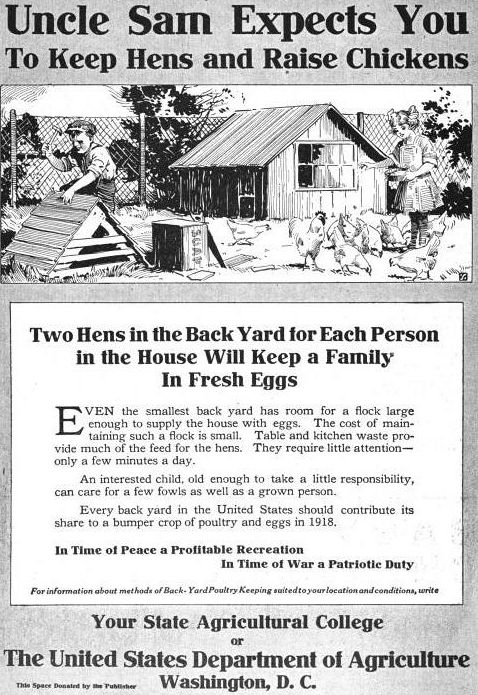 Uncle Sam Expects You
To Keep Hens and Raise Chickens
Two Hens in the Back Yard for Each Person
in the House Will Keep a Family
In Fresh Eggs
EVEN the smallest back yard has room for a flock large
enough to supply the house with eggs. The cost of main-
taining such a flock is small. Table and kitchen waste pro-
vide much of the feed for the hens. They require little attention—
only a few minutes a day.
An interested child, old enough to take a little responsibility,
can care for a few fowls as well as a grown person.
Every back yard in the United States should contribute its
share to a bumper crop of poultry and eggs in 1918.
In Time of Peace a Profitable Recreation
In Time of War a Patriotic Duty
For information about methods of Back-Yard Poultry Keeping suited to your location and conditions, write
Your State Agricultural College
or
The United States Department of Agriculture
This Space Donated by the Publisher
Washington, D. C.